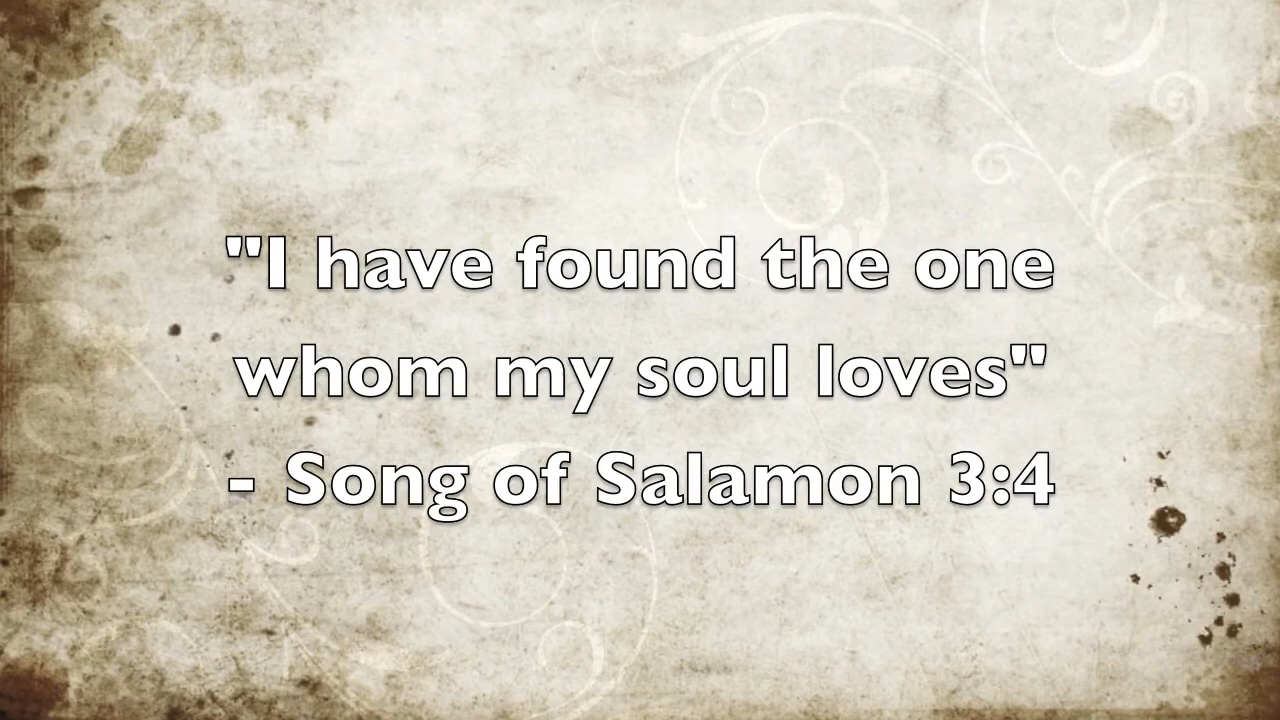 "I have found the one
whom my soul loves"
- Song of Salamon 3:4